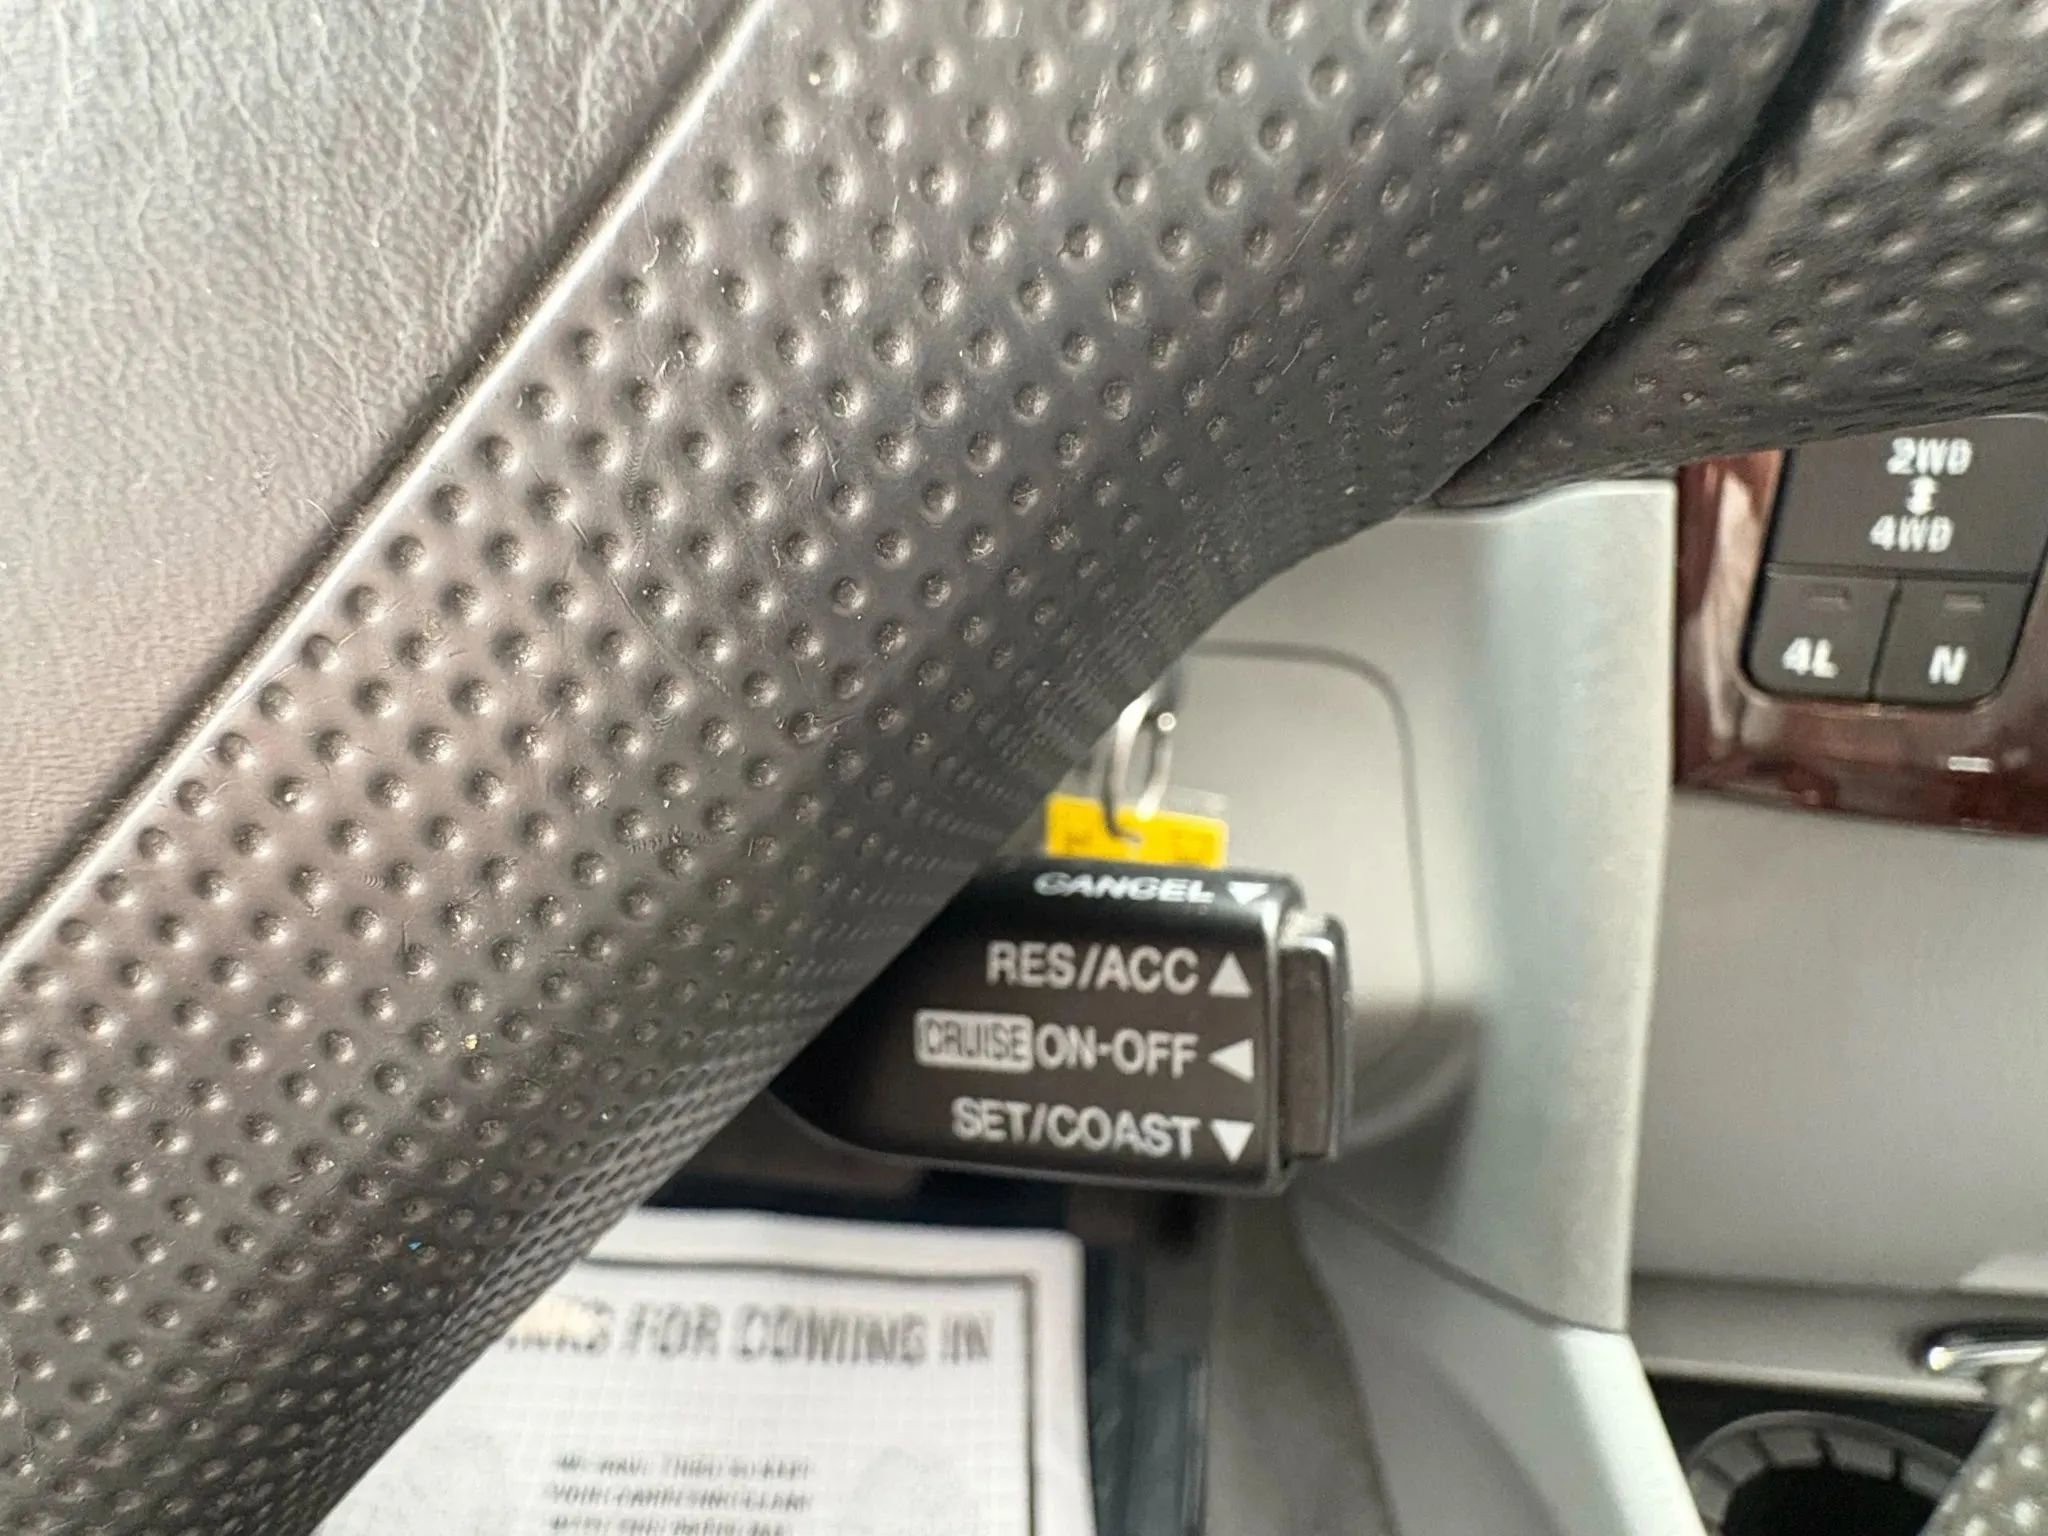 2WD
4WD
4L N
CANCEL
RES/ACC
CRUISE ON-OFF
SET/COAST
FOR COMING IN